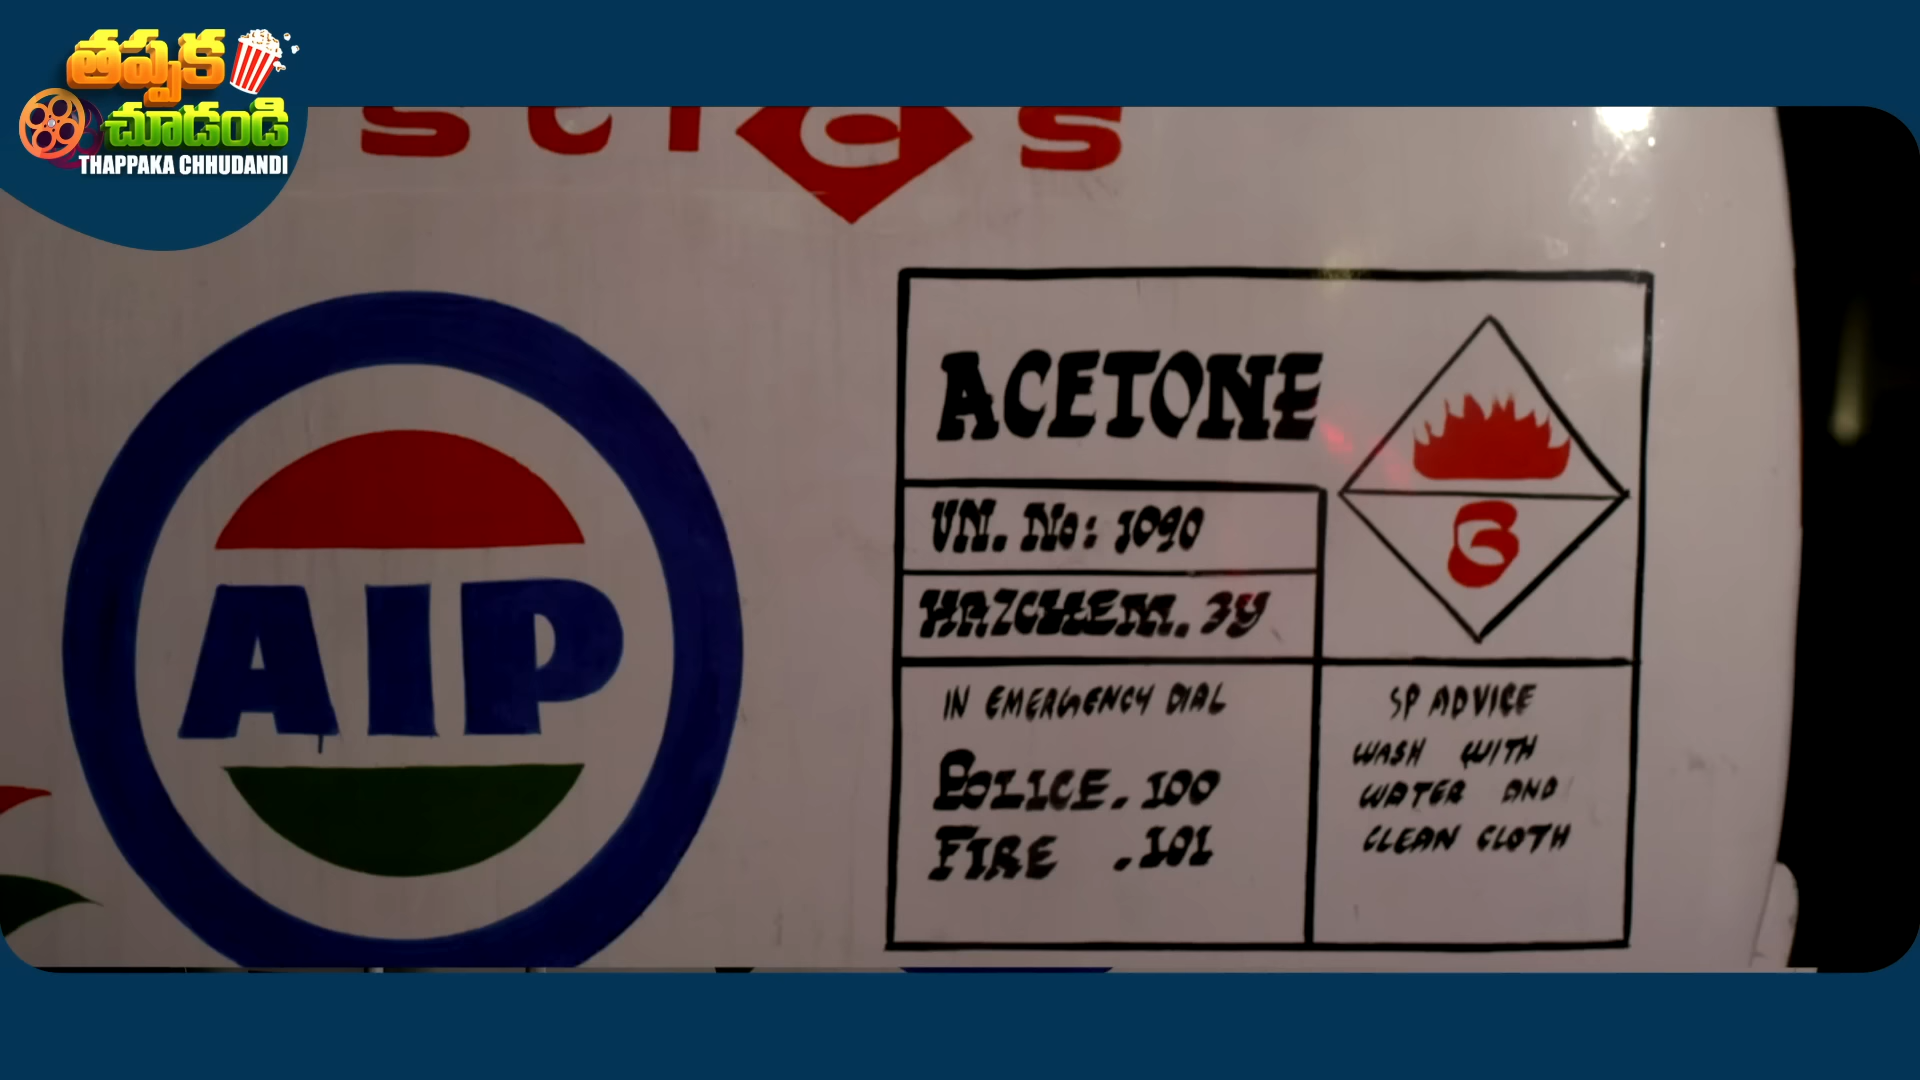 తప్పక
చూడండి
THAPPAKA CHHUDANDI
AIP
ACETONE
3
UN. No: 1090
HAZCHEM. 3Y
IN EMERGENCY DIAL
POLICE. 100
FIRE .101
SP ADVICE
WASH WITH
WATER AND
CLEAN CLOTH